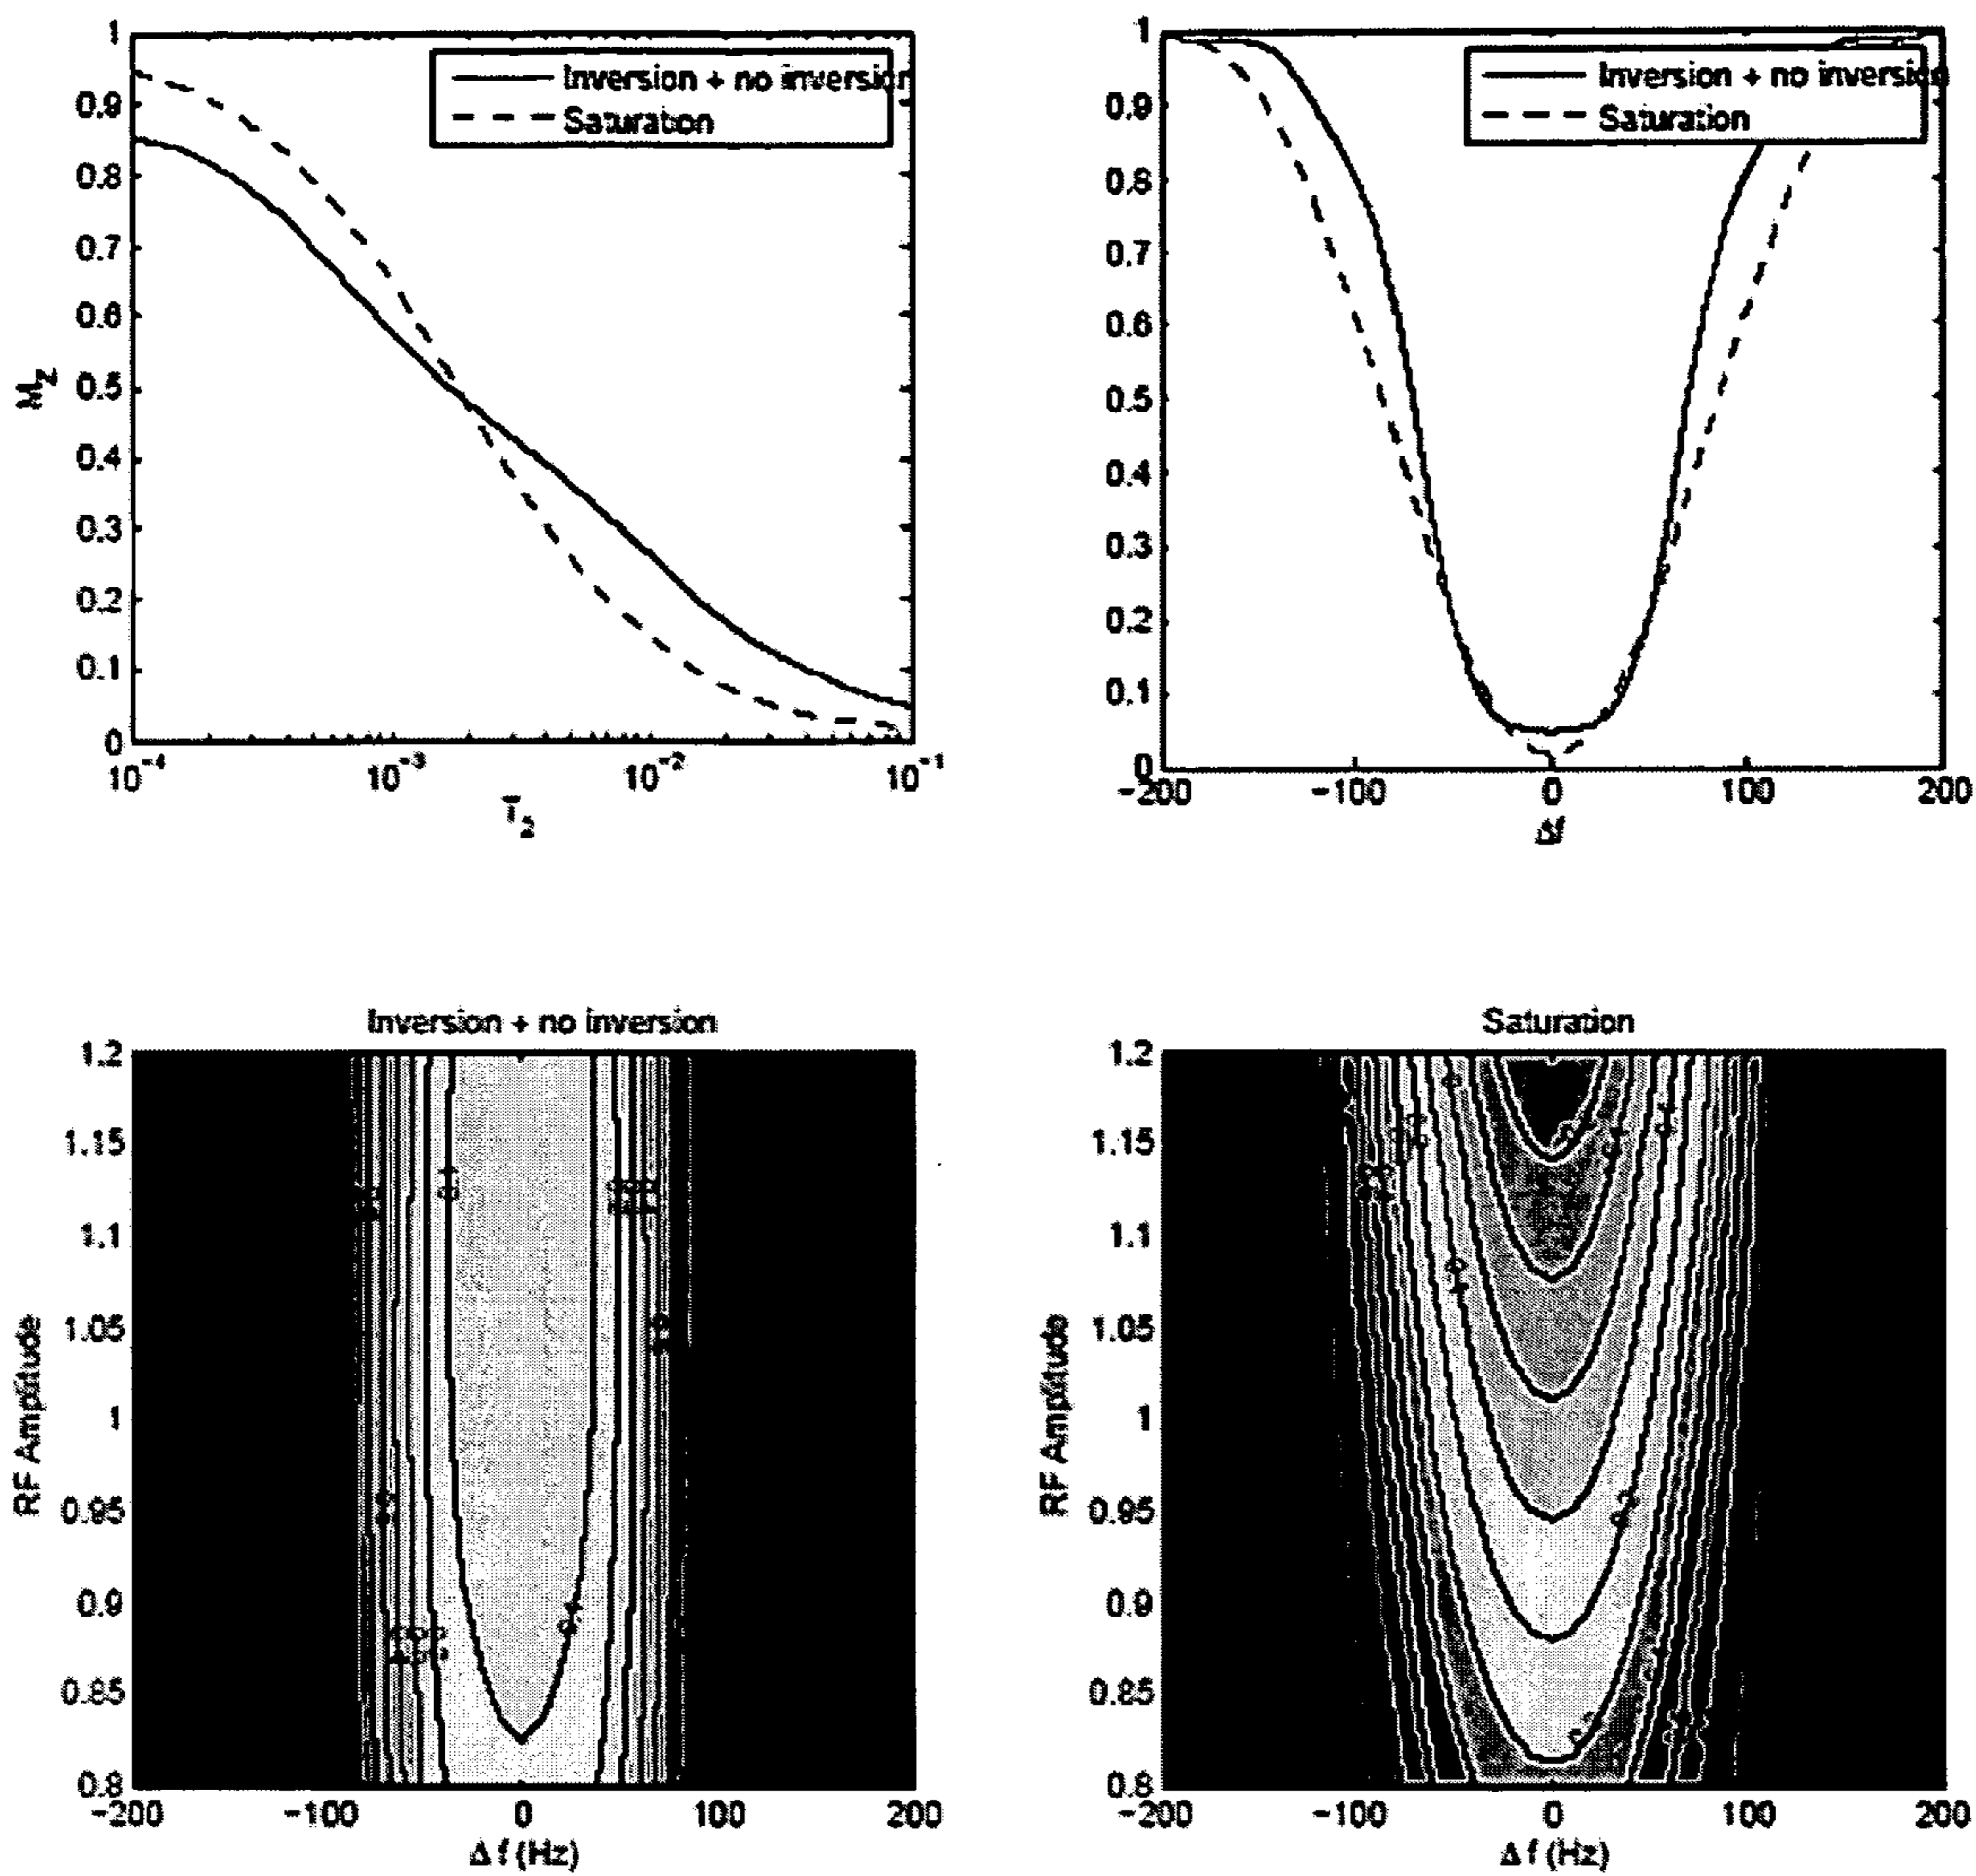 1
0.9
0.8
0.7
0.6
0.5
0.4
0.3
0.2
0.1
0
M_z
10^-4 10^-3 10^-2 10^-1
T_2
Inversion + no inversion
Saturation
1
0.9
0.8
0.7
0.6
0.5
0.4
0.3
0.2
0.1
0
-200 -100 0 100 200
Δf
Inversion + no inversion
Saturation
Inversion + no inversion
1.2
1.15
1.1
1.05
1
0.95
0.9
0.85
0.8
RF Amplitude
-200 -100 0 100 200
Δf (Hz)
Saturation
1.2
1.15
1.1
1.05
1
0.95
0.9
0.85
0.8
RF Amplitude
-200 -100 0 100 200
Δf (Hz)